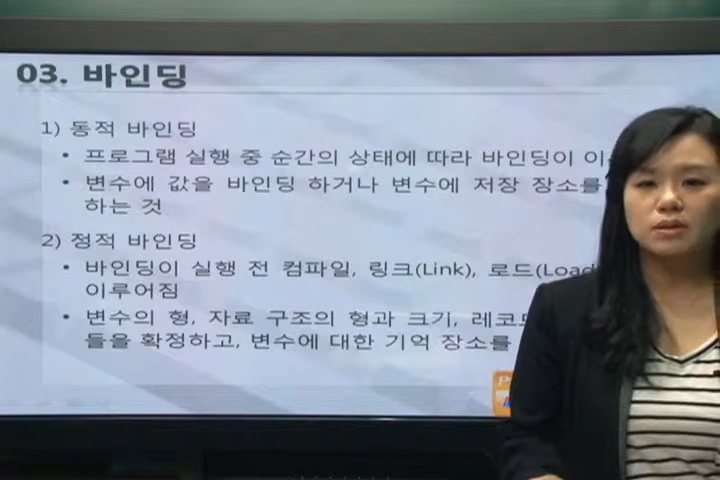 03. 바인딩
1) 동적 바인딩
• 프로그램 실행 중 순간의 상태에 따라 바인딩이
• 변수에 값을 바인딩 하거나 변수에 저장 장소를
하는 것
2) 정적 바인딩
• 바인딩이 실행 전 컴파일, 링크(Link), 로드(Load
이루어짐
• 변수의 형, 자료 구조의 형과 크기,
들을 확정하고, 변수에 대한 기억 장소를